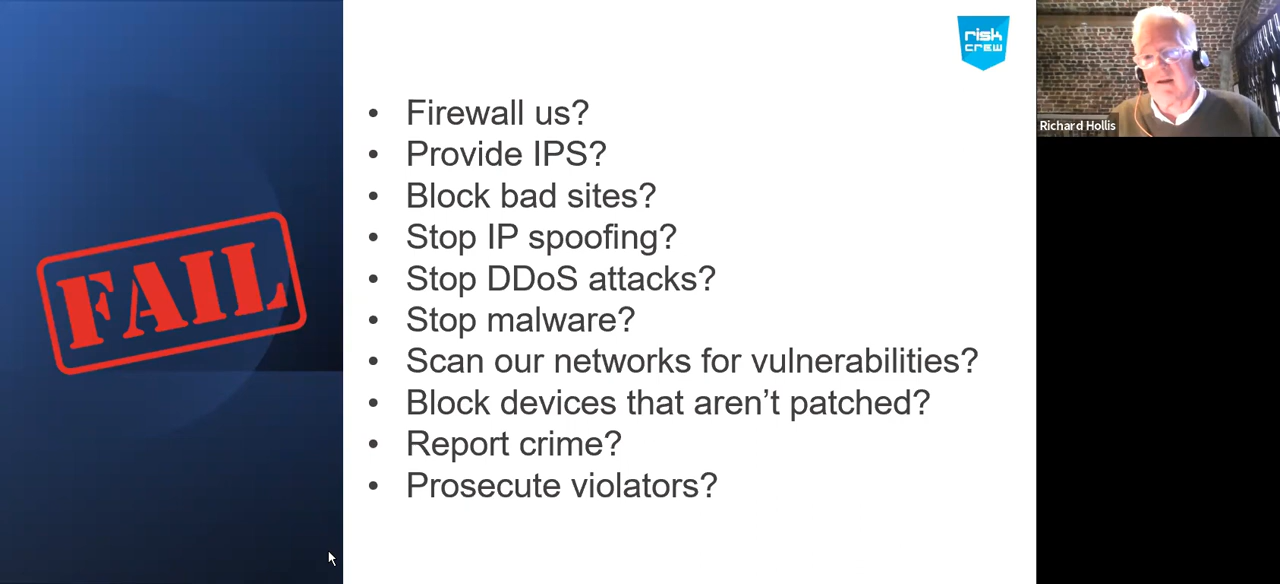 FAIL
risk
crew
• Firewall us?
• Provide IPS?
• Block bad sites?
• Stop IP spoofing?
• Stop DDoS attacks?
• Stop malware?
• Scan our networks for vulnerabilities?
• Block devices that aren’t patched?
• Report crime?
• Prosecute violators?
Richard Hollis